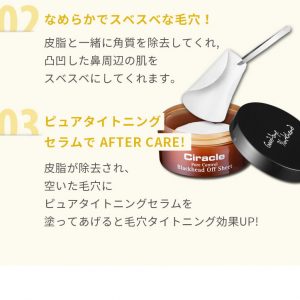 02 なめらかでスベスベな毛穴！
皮脂と一緒に角質を除去してくれ,
凸凹した鼻周辺の肌を
スベスベにしてくれます。
03 ピュアタイトニング
セラムで AFTER CARE!
皮脂が除去され、
空いた毛穴に
ピュアタイトニングセラムを
塗ってあげると毛穴タイトニング効果UP!
Ciracle
Pore Control
Blackhead Off Sheet